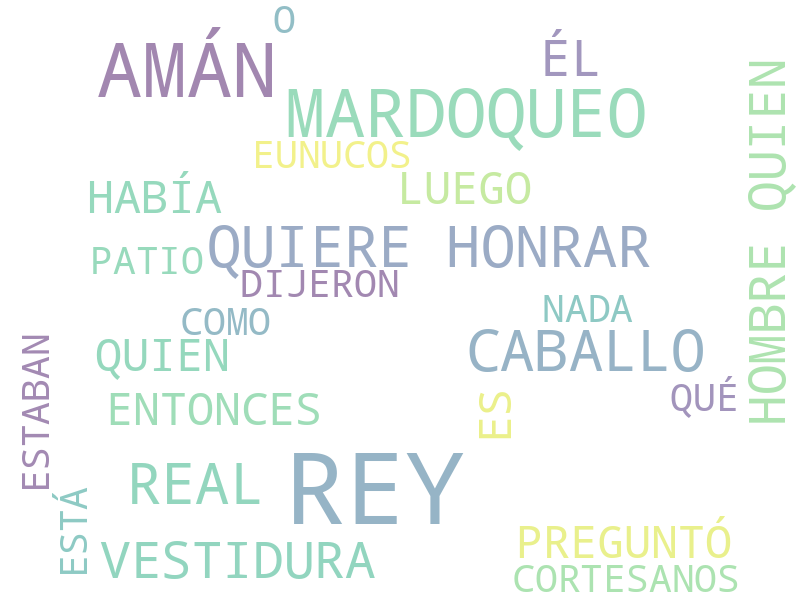 O
AMÁN
ÉL
MARDOQUEO
HOMBRE QUIEN
EUNUCOS
HABÍA
LUEGO
QUIERE HONRAR
PATIO
DIJERON
COMO
NADA
QUIEN
CABALLO
ESTABAN
QUÉ
ENTONCES
ES
REAL
REY
ESTÁ
VESTIDURA
PREGUNTÓ
CORTESANOS